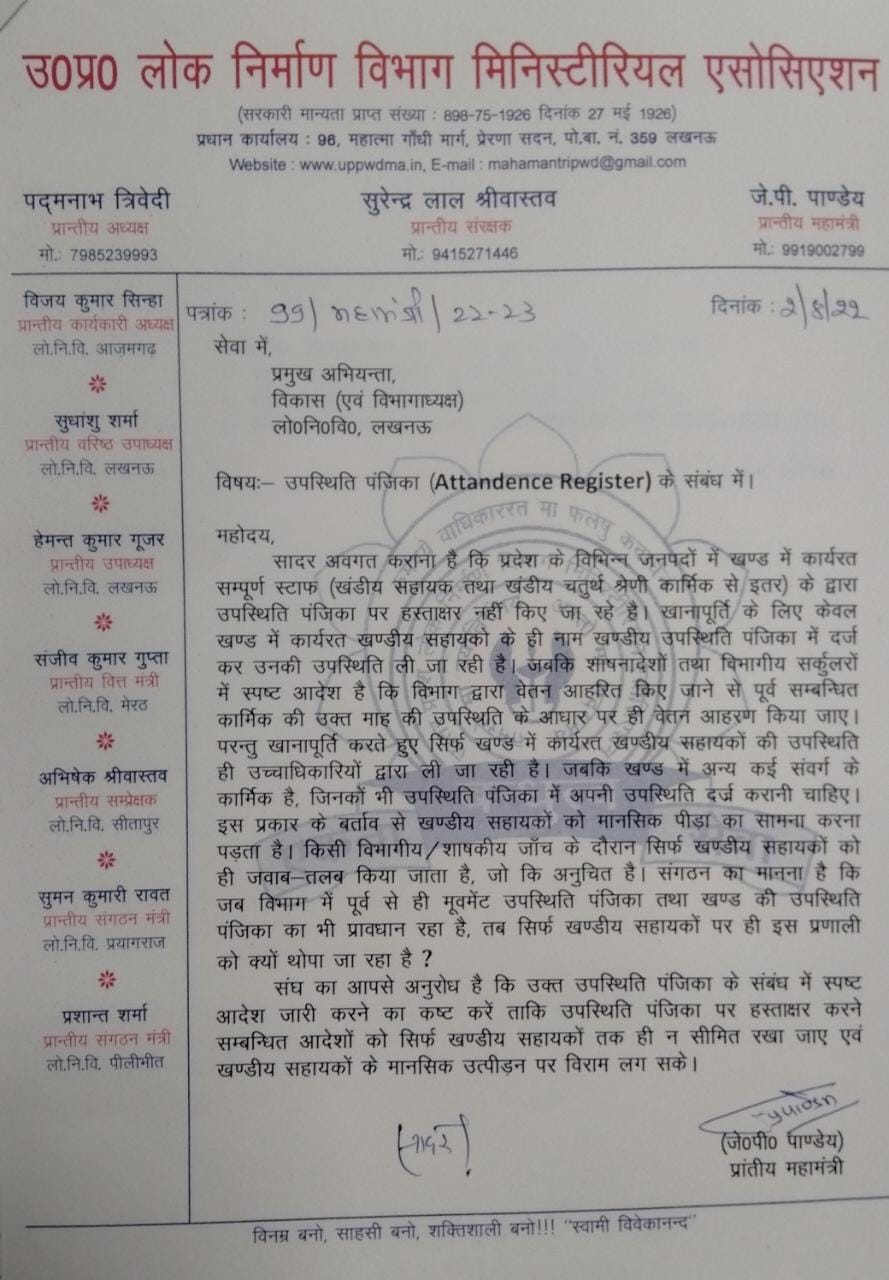 उ0प्र0 लोक निर्माण विभाग मिनिस्टीरियल एसोसिएशन
(सरकारी मान्यता प्राप्त संख्या : 898-75-1926 दिनांक 27 मई 1926)
प्रधान कार्यालय : 96, महात्मा गाँधी मार्ग, प्रेरणा सदन, पो.बा. नं. 359 लखनऊ
Website : www.uppwdma.in, E-mail : mahamantripwd@gmail.com
पद्मनाभ त्रिवेदी
प्रान्तीय अध्यक्ष
मो.: 7985239993
सुरेन्द्र लाल श्रीवास्तव
प्रान्तीय संरक्षक
मो.: 9415271446
जे.पी. पाण्डेय
प्रान्तीय महामंत्री
मो.: 9919002799
विजय कुमार सिन्हा
प्रान्तीय कार्यकारी अध्यक्ष
लो.नि.वि. आज़मगढ़
सुधांशु शर्मा
प्रान्तीय वरिष्ठ उपाध्यक्ष
लो.नि.वि. लखनऊ
हेमन्त कुमार गूजर
प्रान्तीय उपाध्यक्ष
लो.नि.वि. लखनऊ
संजीव कुमार गुप्ता
प्रान्तीय वित्त मंत्री
लो.नि.वि. मेरठ
अभिषेक श्रीवास्तव
प्रान्तीय सम्प्रेक्षक
लो.नि.वि. सीतापुर
सुमन कुमारी रावत
प्रान्तीय संगठन मंत्री
लो.नि.वि. प्रयागराज
प्रशान्त शर्मा
प्रान्तीय संगठन मंत्री
लो.नि.वि. पीलीभीत
पत्रांक : 99/महामंत्री/22-23
दिनांक : 2/8/22
सेवा में,
प्रमुख अभियन्ता,
विकास (एवं विभागाध्यक्ष)
लो0नि0वि0, लखनऊ
विषयः– उपस्थिति पंजिका (Attandence Register) के संबंध में।
महोदय,
सादर अवगत कराना है कि प्रदेश के विभिन्न जनपदों में खण्ड में कार्यरत
सम्पूर्ण स्टाफ (खंडीय सहायक तथा खंडीय चतुर्थ श्रेणी कार्मिक से इतर) के द्वारा
उपस्थिति पंजिका पर हस्ताक्षर नहीं किए जा रहे है। खानापूर्ति के लिए केवल
खण्ड में कार्यरत खण्डीय सहायको के ही नाम खण्डीय उपस्थिति पंजिका में दर्ज
कर उनकी उपस्थिति ली जा रही है। जबकि शाषनादेशों तथा विभागीय सर्कुलरों
में स्पष्ट आदेश है कि विभाग द्वारा वेतन आहरित किए जाने से पूर्व सम्बन्धित
कार्मिक की उक्त माह की उपस्थिति के आधार पर ही वेतन आहरण किया जाए।
परन्तु खानापूर्ति करते हुए सिर्फ खण्ड में कार्यरत खण्डीय सहायकों की उपस्थिति
ही उच्चाधिकारियों द्वारा ली जा रही है। जबकि खण्ड में अन्य कई संवर्ग के
कार्मिक है, जिनकों भी उपस्थिति पंजिका में अपनी उपस्थिति दर्ज करानी चाहिए।
इस प्रकार के बर्ताव से खण्डीय सहायकों को मानसिक पीड़ा का सामना करना
पड़ता है। किसी विभागीय/शाषकीय जाँच के दौरान सिर्फ खण्डीय सहायकों को
ही जवाब–तलब किया जाता है, जो कि अनुचित है। संगठन का मानना है कि
जब विभाग में पूर्व से ही मूवमेंट उपस्थिति पंजिका तथा खण्ड की उपस्थिति
पंजिका का भी प्रावधान रहा है, तब सिर्फ खण्डीय सहायकों पर ही इस प्रणाली
को क्यों थोपा जा रहा है ?
संघ का आपसे अनुरोध है कि उक्त उपस्थिति पंजिका के संबंध में स्पष्ट
आदेश जारी करने का कष्ट करें ताकि उपस्थिति पंजिका पर हस्ताक्षर करने
सम्बन्धित आदेशों को सिर्फ खण्डीय सहायकों तक ही न सीमित रखा जाए एवं
खण्डीय सहायकों के मानसिक उत्पीड़न पर विराम लग सके।
सादर
(जे0पी0 पाण्डेय)
प्रांतीय महामंत्री
विनम्र बनो, साहसी बनो, शक्तिशाली बनो!!! "स्वामी विवेकानन्द"